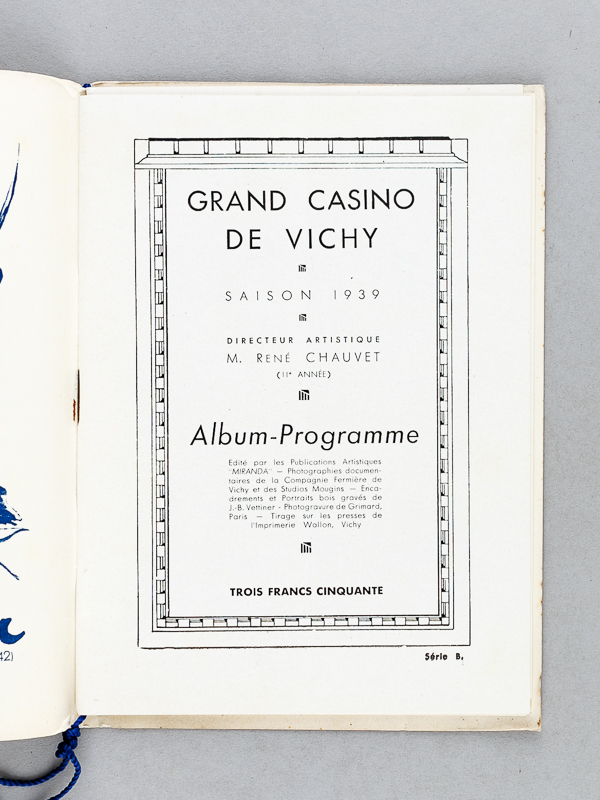 GRAND CASINO
DE VICHY
SAISON 1939
DIRECTEUR ARTISTIQUE
M. RENÉ CHAUVET
(11e ANNÉE)
Album-Programme
Edité par les Publications Artistiques
"MIRANDA" — Photographies documen-
taires de la Compagnie Fermière de
Vichy et des Studios Mougins — Enca-
drements et Portraits bois gravés de
J.-B. Vettiner - Photogravure de Grimard,
Paris — Tirage sur les presses de
l'Imprimerie Wallon, Vichy
TROIS FRANCS CINQUANTE
Série B.
42)